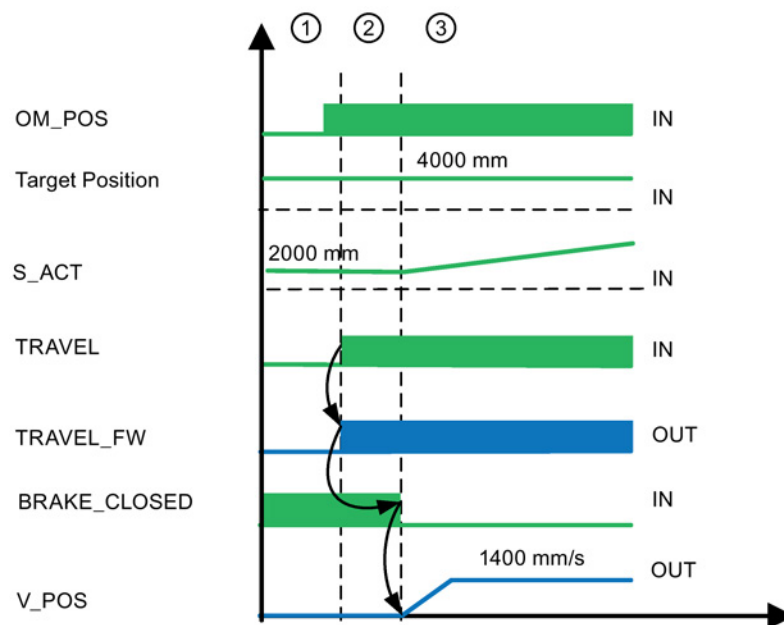 ① ② ③
OM_POS IN
4000 mm
Target Position IN
2000 mm
S_ACT IN
TRAVEL IN
TRAVEL_FW OUT
BRAKE_CLOSED IN
1400 mm/s OUT
V_POS